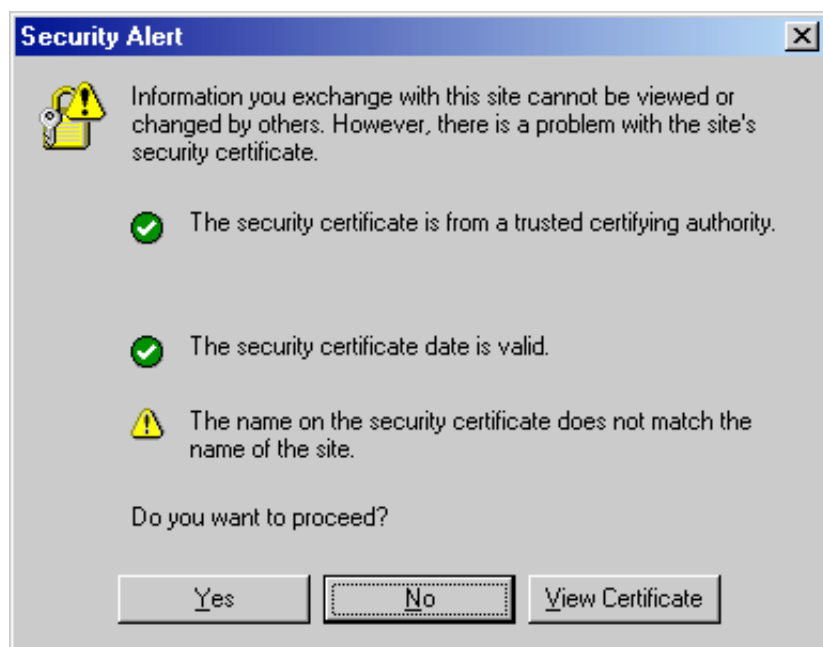 Security Alert
Information you exchange with this site cannot be viewed or
changed by others. However, there is a problem with the site's
security certificate.
The security certificate is from a trusted certifying authority.
The security certificate date is valid.
The name on the security certificate does not match the
name of the site.
Do you want to proceed?
Yes No View Certificate